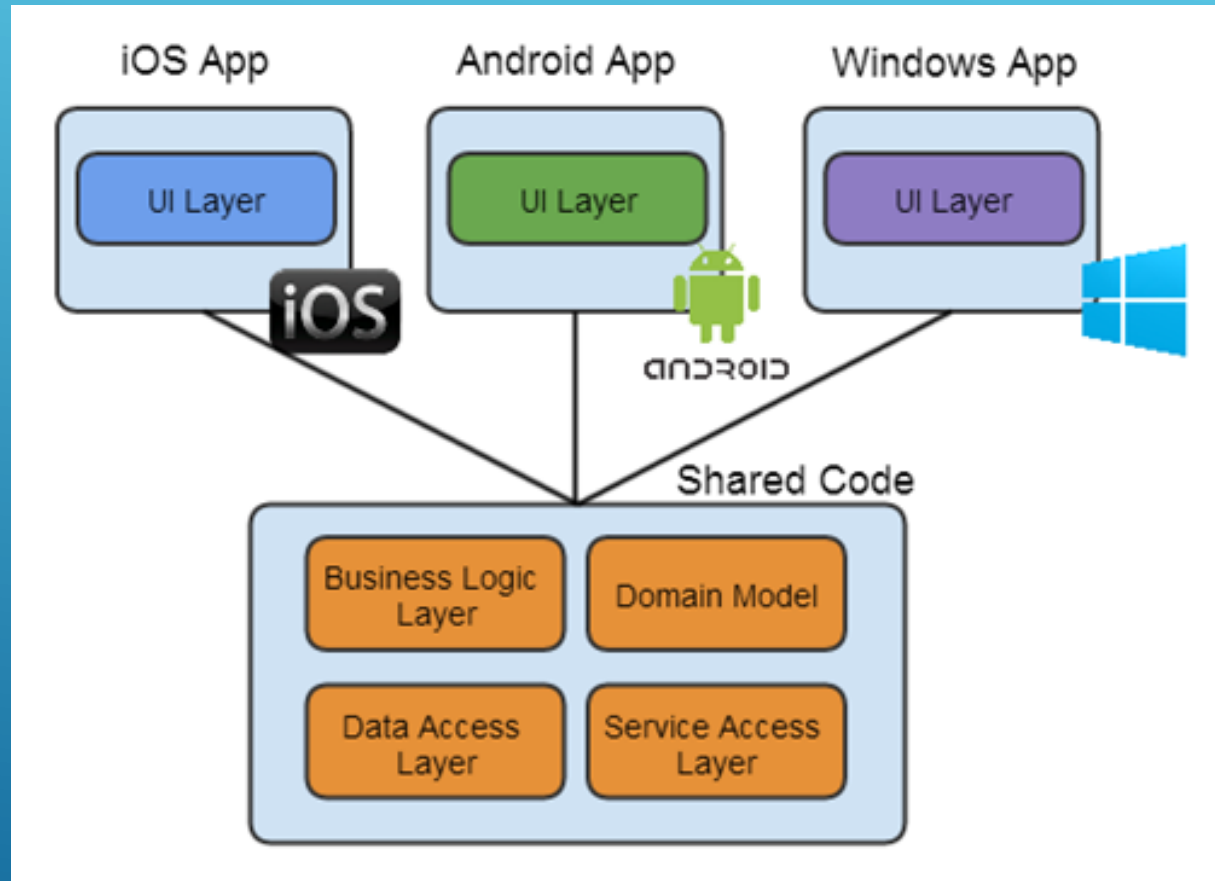 iOS App
Android App
Windows App
UI Layer
UI Layer
UI Layer
iOS
ANDROID
Shared Code
Business Logic
Layer
Domain Model
Data Access
Layer
Service Access
Layer